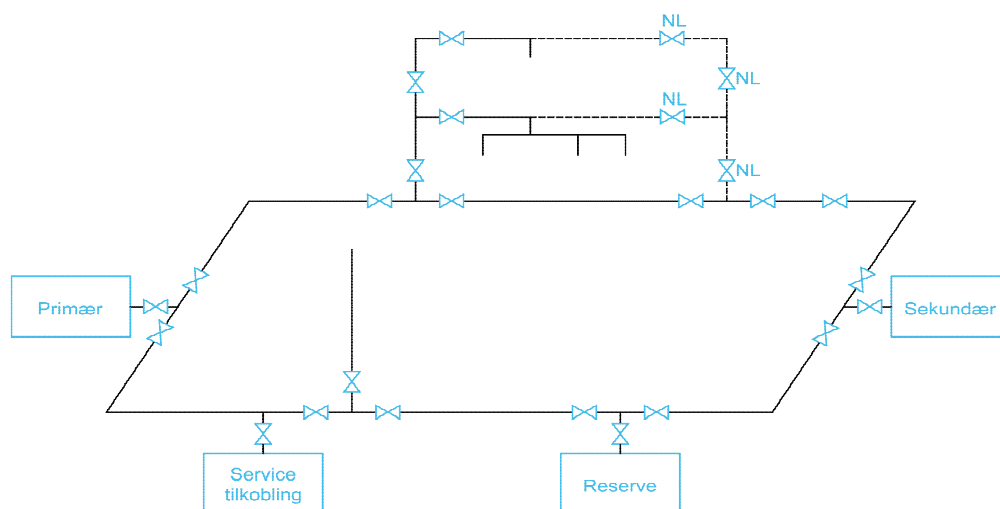 NL
NL
NL
NL
Primær
Sekundær
Service
tilkobling
Reserve